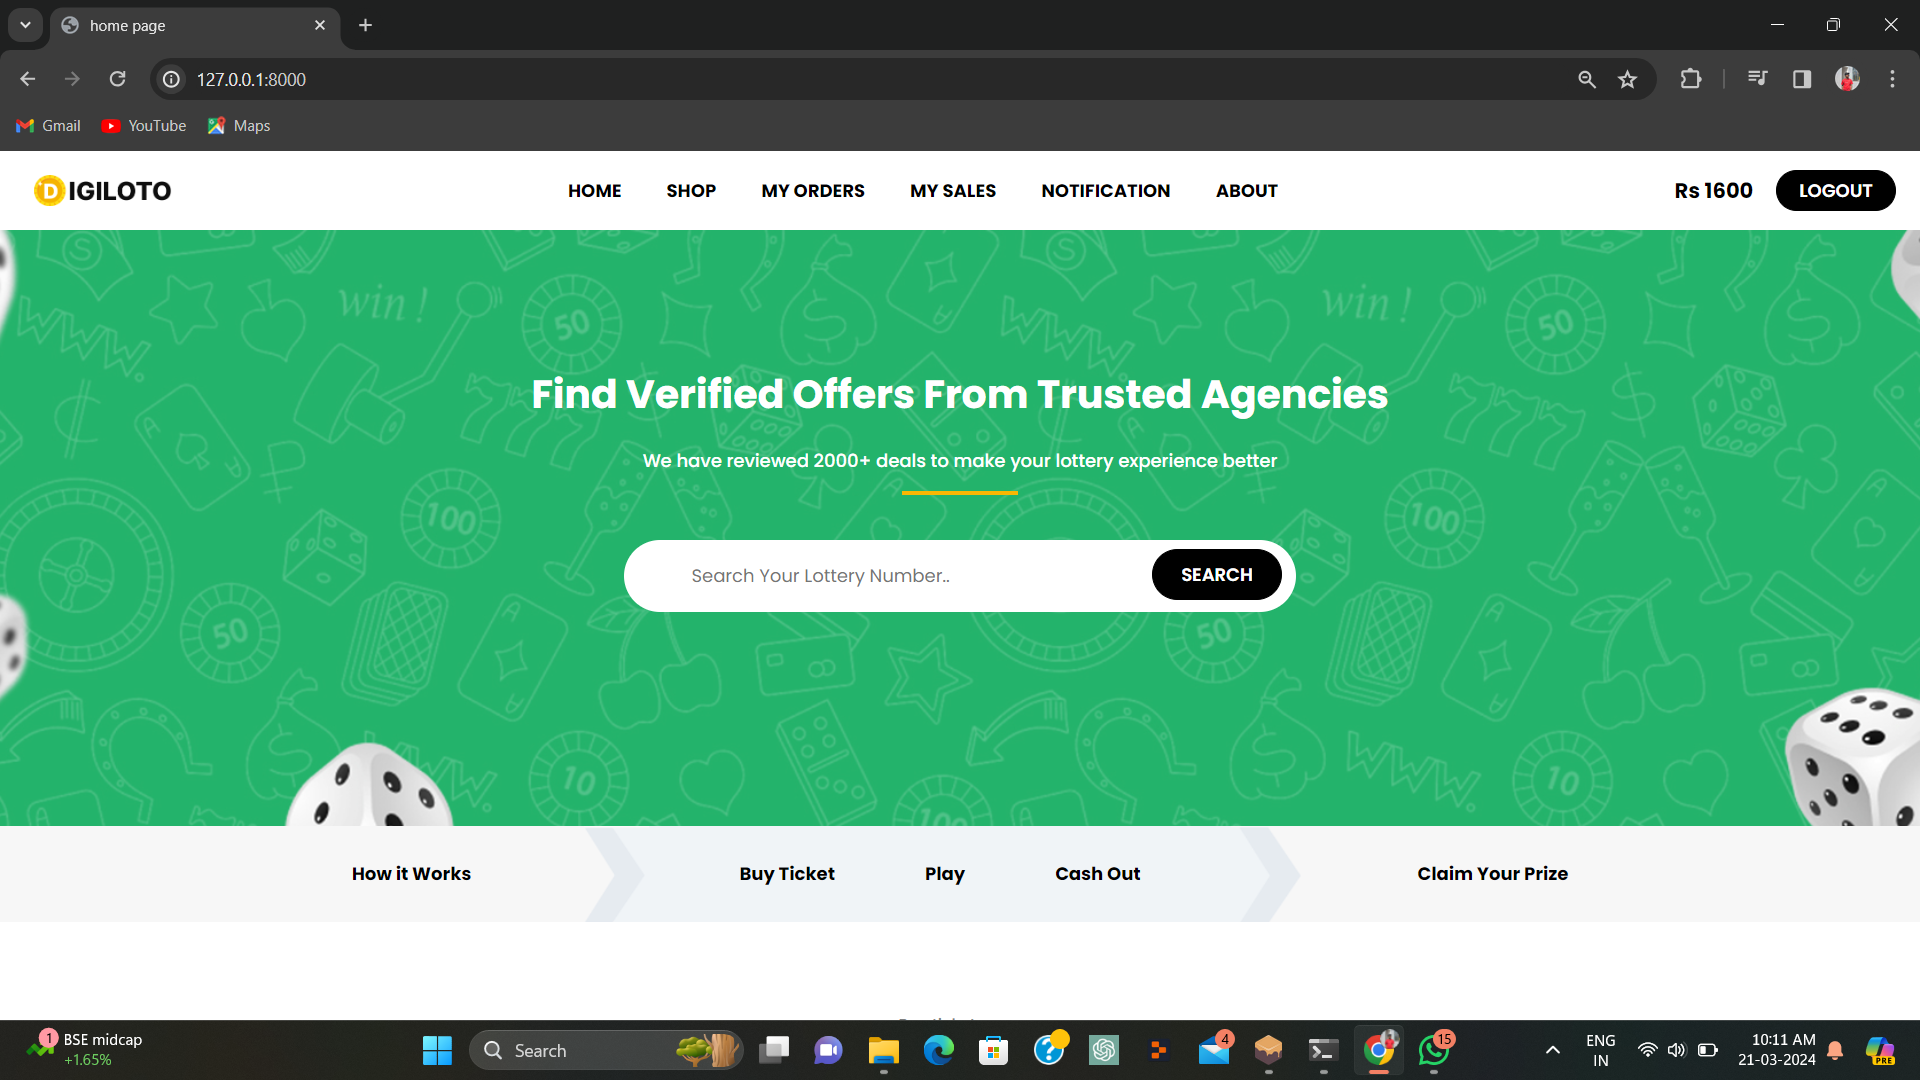 home page
127.0.0.1:8000
Gmail YouTube Maps
DIGILOTO HOME SHOP MY ORDERS MY SALES NOTIFICATION ABOUT Rs 1600 LOGOUT
win! win!
50 50
Find Verified Offers From Trusted Agencies
777 777
We have reviewed 2000+ deals to make your lottery experience better
100 100
Search Your Lottery Number.. SEARCH
50 50
10 10
100
How it Works Buy Ticket Play Cash Out Claim Your Prize
1 BSE midcap
+1.65%
Search
4
15
ENG
IN
10:11 AM
21-03-2024
PRE